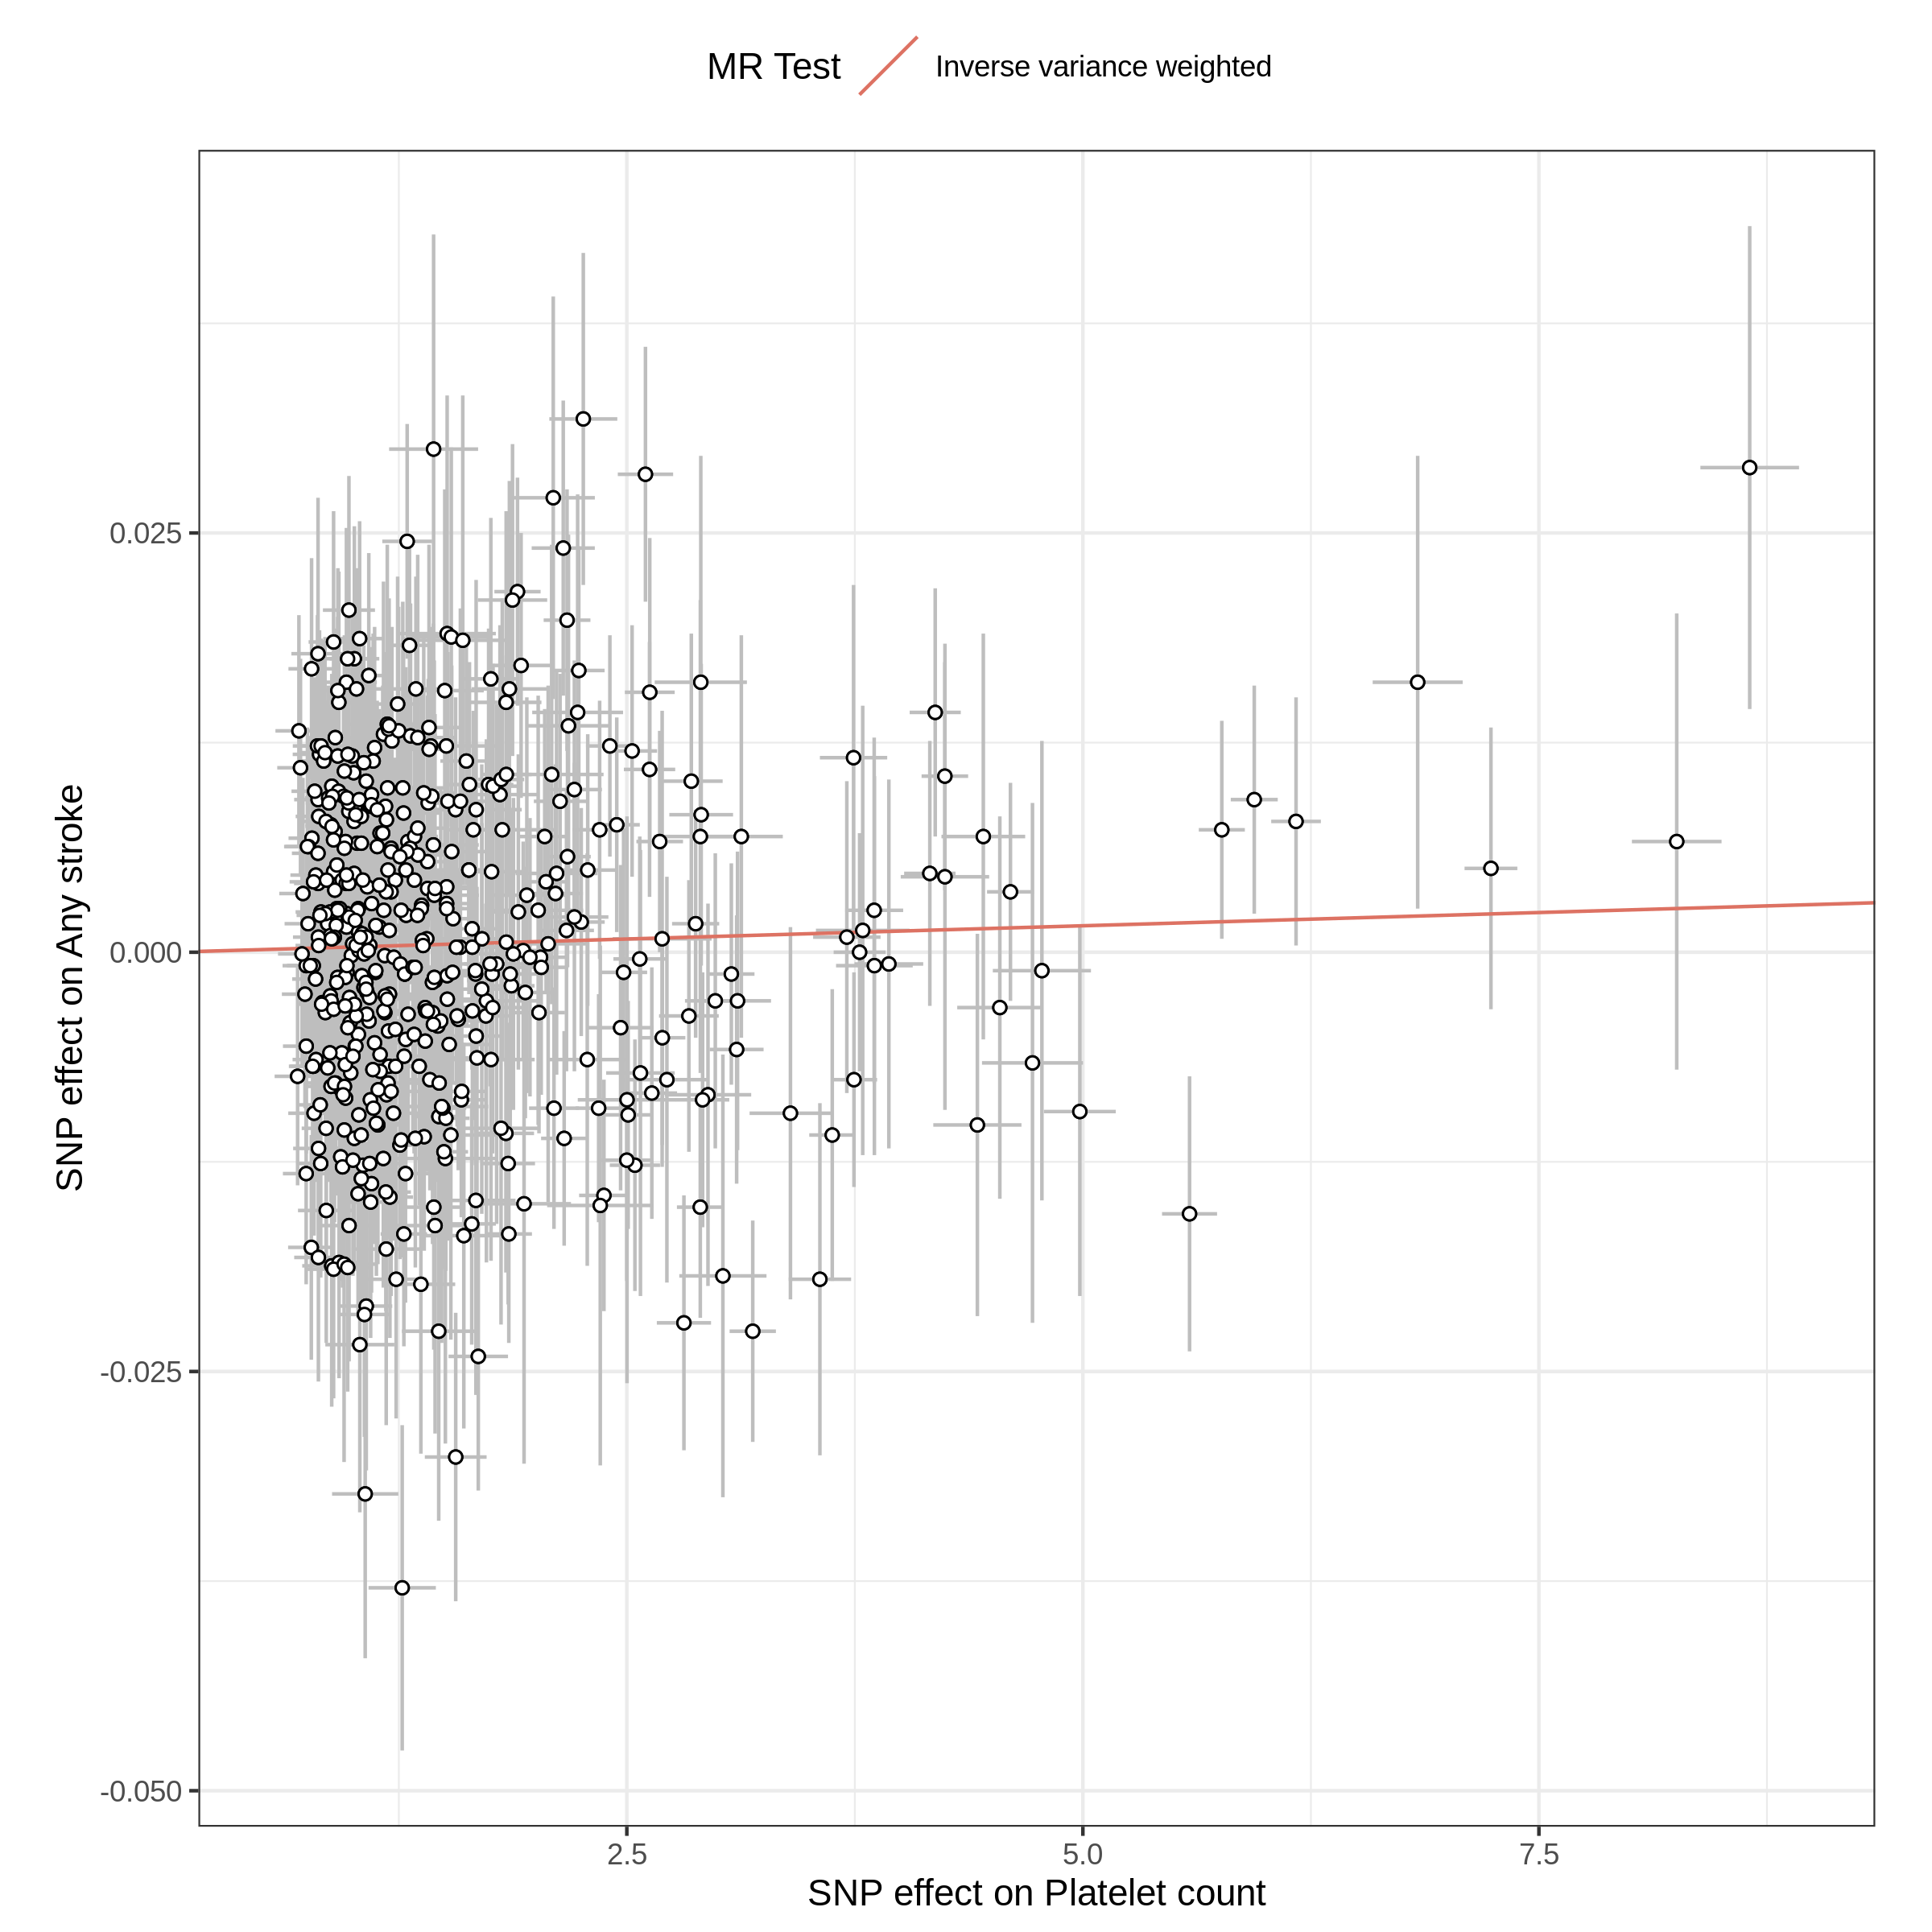 MR Test Inverse variance weighted
SNP effect on Any stroke
0.025
0.000
-0.025
-0.050
2.5 5.0 7.5
SNP effect on Platelet count